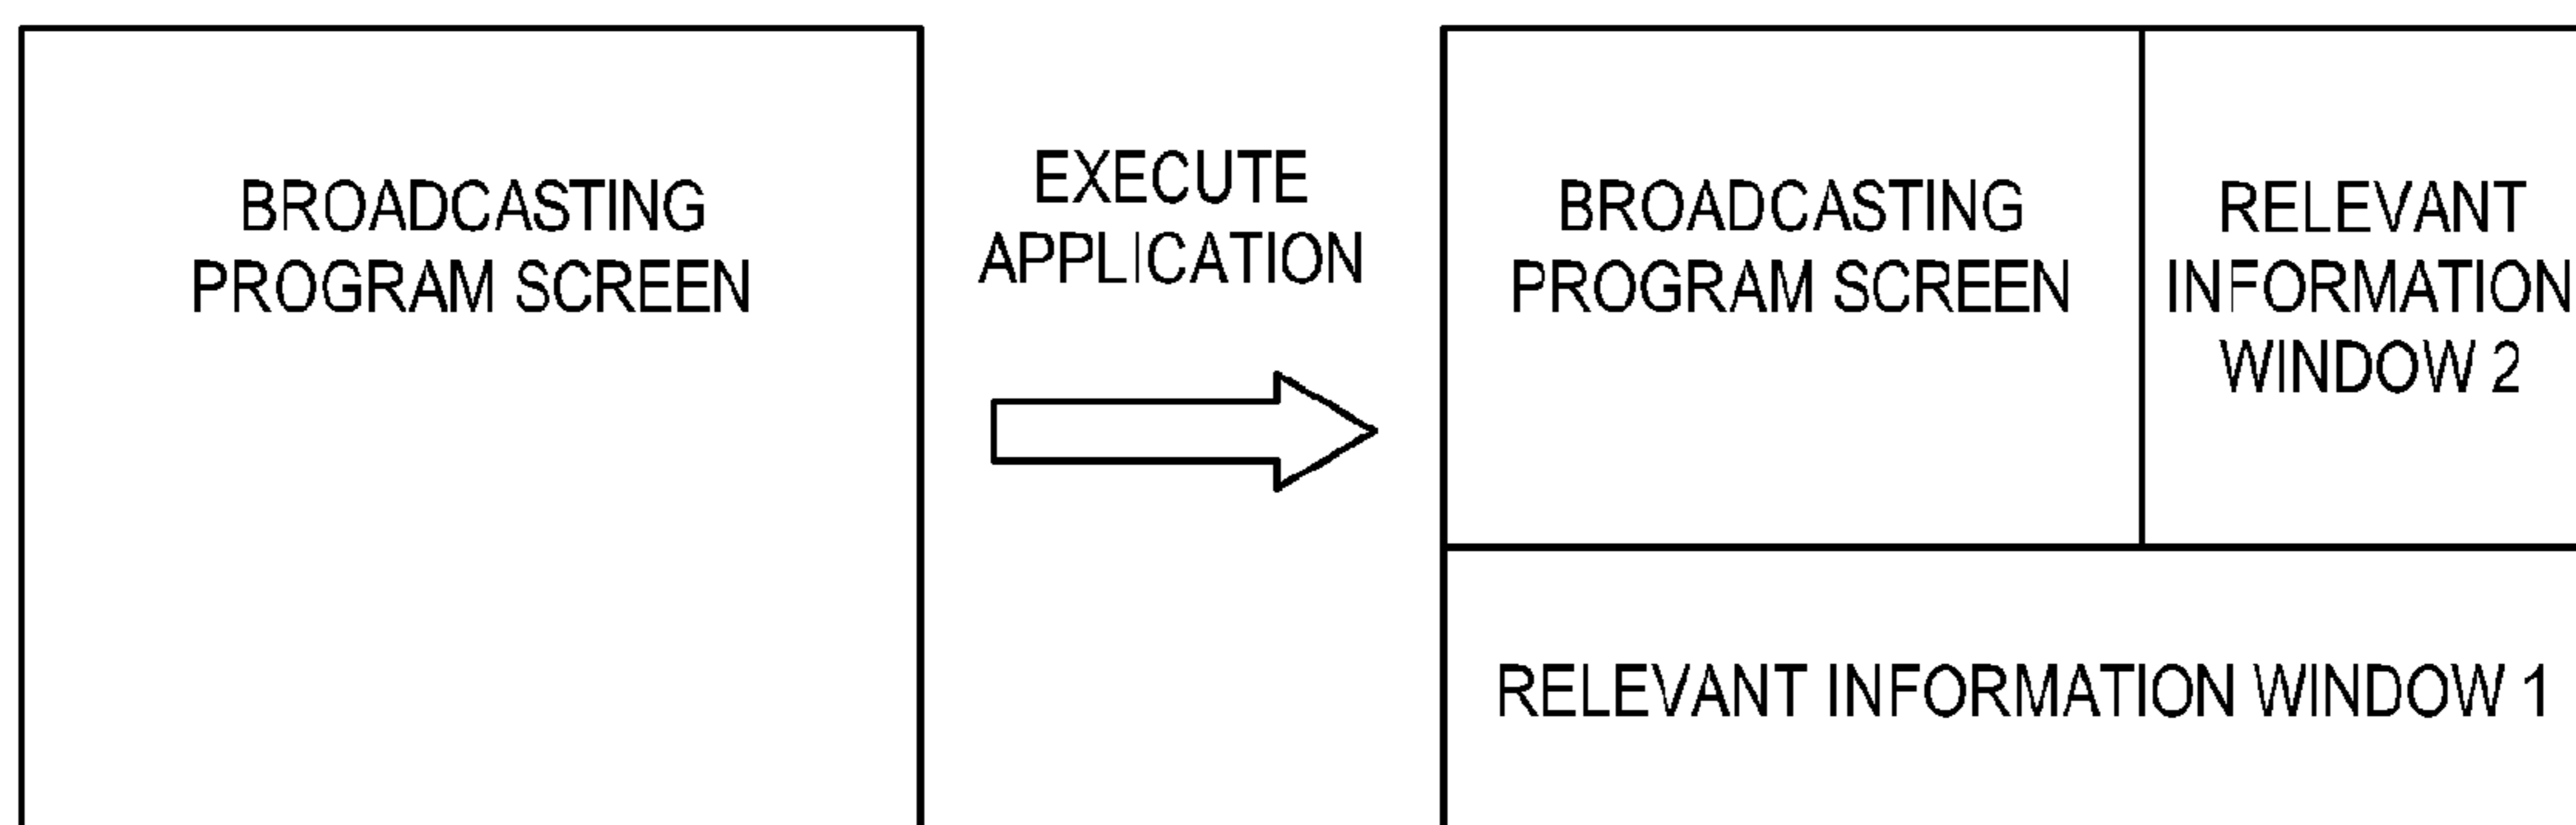 BROADCASTING
PROGRAM SCREEN
EXECUTE
APPLICATION
BROADCASTING
PROGRAM SCREEN
RELEVANT
INFORMATION
WINDOW 2
RELEVANT INFORMATION WINDOW 1